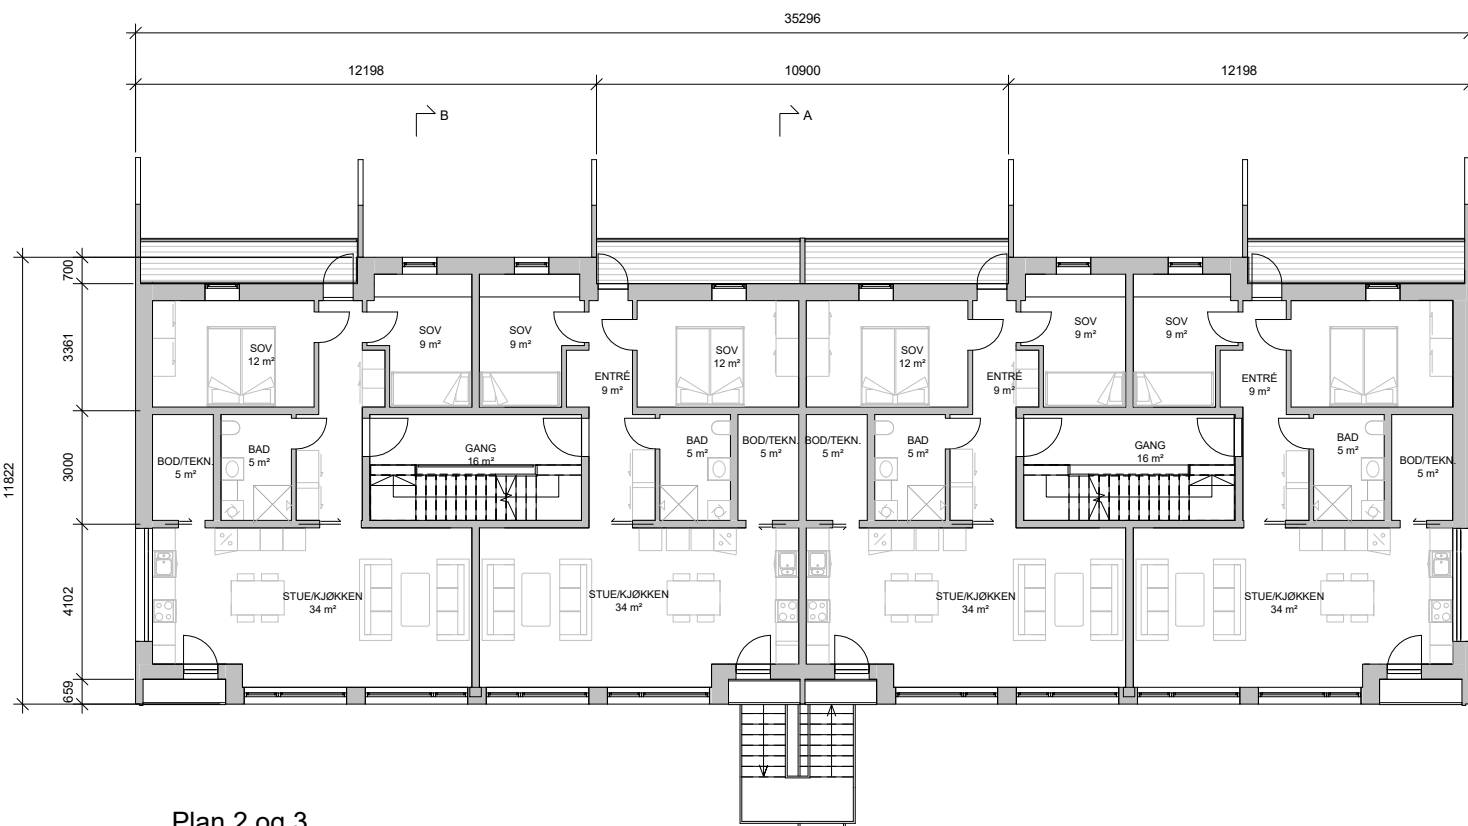 35296
12198
10900
12198
B
A
700
3361
3000
4102
659
11822
SOV
12 m²
SOV
9 m²
SOV
9 m²
ENTRÉ
9 m²
SOV
12 m²
SOV
12 m²
ENTRÉ
9 m²
SOV
9 m²
SOV
9 m²
ENTRÉ
9 m²
BOD/TEKN.
5 m²
BAD
5 m²
GANG
16 m²
BAD
5 m²
BOD/TEKN.
5 m²
BOD/TEKN.
5 m²
BAD
5 m²
GANG
16 m²
BAD
5 m²
BOD/TEKN.
5 m²
STUE/KJØKKEN
34 m²
STUE/KJØKKEN
34 m²
STUE/KJØKKEN
34 m²
STUE/KJØKKEN
34 m²
Plan 2 og 3